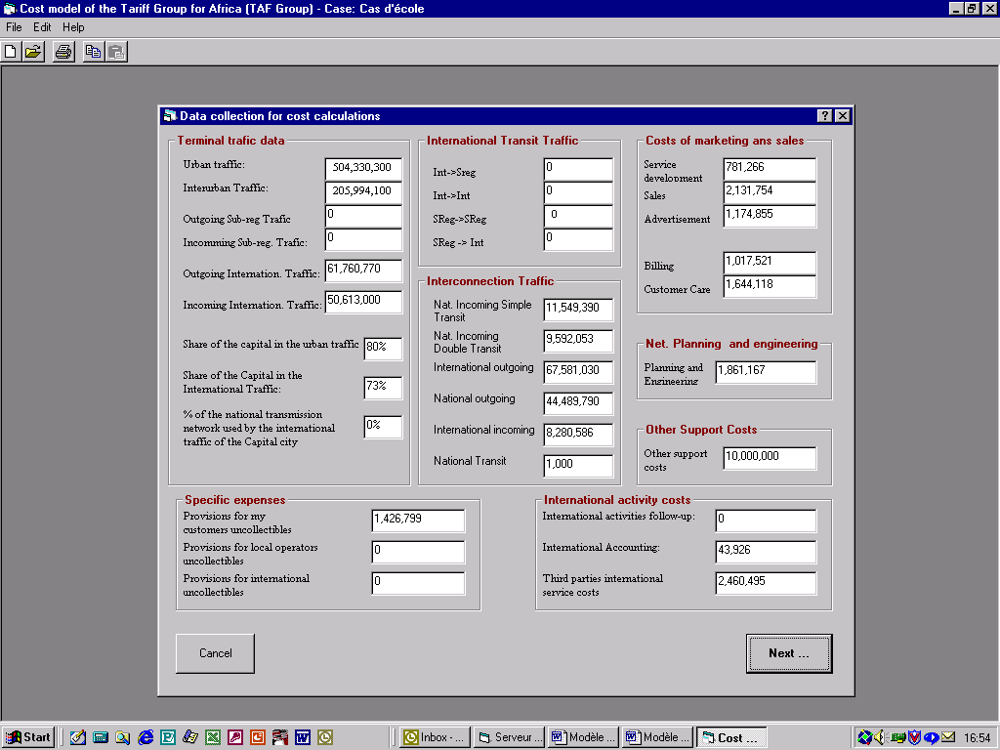 Cost model of the Tariff Group for Africa (TAF Group) - Case: Cas d'école
File Edit Help
Data collection for cost calculations
Terminal trafic data
Urban traffic: 504,330,300
Interurban Traffic: 205,994,100
Outgoing Sub-reg Trafic 0
Incomming Sub-reg. Trafic: 0
Outgoing Internation. Traffic: 61,760,770
Incoming Internation. Traffic: 50,613,000
Share of the capital in the urban traffic 80%
Share of the Capital in the
International Traffic: 73%
% of the national transmission
network used by the international 0%
traffic of the Capital city
International Transit Traffic
Int->Sreg 0
Int->Int 0
SReg->SReg 0
SReg -> Int 0
Interconnection Traffic
Nat. Incoming Simple 11,549,390
Transit
Nat. Incoming 9,592,053
Double Transit
International outgoing 67,581,030
National outgoing 44,489,790
International incoming 8,280,586
National Transit 1,000
Costs of marketing ans sales
Service 781,266
development
Sales 2,131,754
Advertisement 1,174,855
Billing 1,017,521
Customer Care 1,644,118
Net. Planning and engineering
Planning and 1,861,167
Engineering
Other Support Costs
Other support 10,000,000
costs
Specific expenses
Provisions for my 1,426,799
customers uncollectibles
Provisions for local operators 0
uncollectibles
Provisions for international 0
uncollectibles
International activity costs
International activities follow-up: 0
International Accounting: 43,926
Third parties international 2,460,495
service costs
Cancel
Next ...
Start Inbox - ... Serveur ... Modèle ... Modèle ... Cost ... 16:54